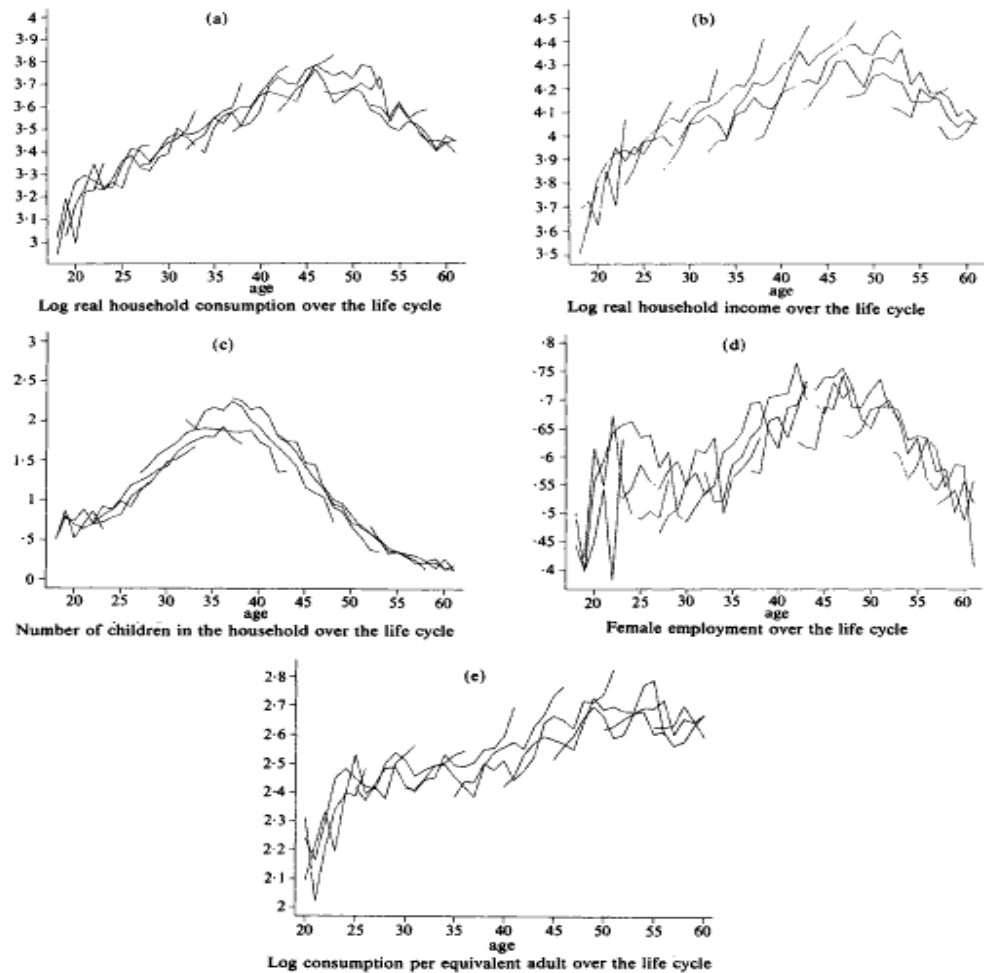 (a)
4
3·9
3·8
3·7
3·6
3·5
3·4
3·3
3·2
3·1
3
20 25 30 35 40 45 50 55 60
age
Log real household consumption over the life cycle
(b)
4·5
4·4
4·3
4·2
4·1
4
3·9
3·8
3·7
3·6
3·5
20 25 30 35 40 45 50 55 60
age
Log real household income over the life cycle
(c)
3
2·5
2
1·5
1
·5
0
20 25 30 35 40 45 50 55 60
age
Number of children in the household over the life cycle
(d)
·8
·75
·7
·65
·6
·55
·5
·45
·4
20 25 30 35 40 45 50 55 60
age
Female employment over the life cycle
(e)
2·8
2·7
2·6
2·5
2·4
2·3
2·2
2·1
2
20 25 30 35 40 45 50 55 60
age
Log consumption per equivalent adult over the life cycle